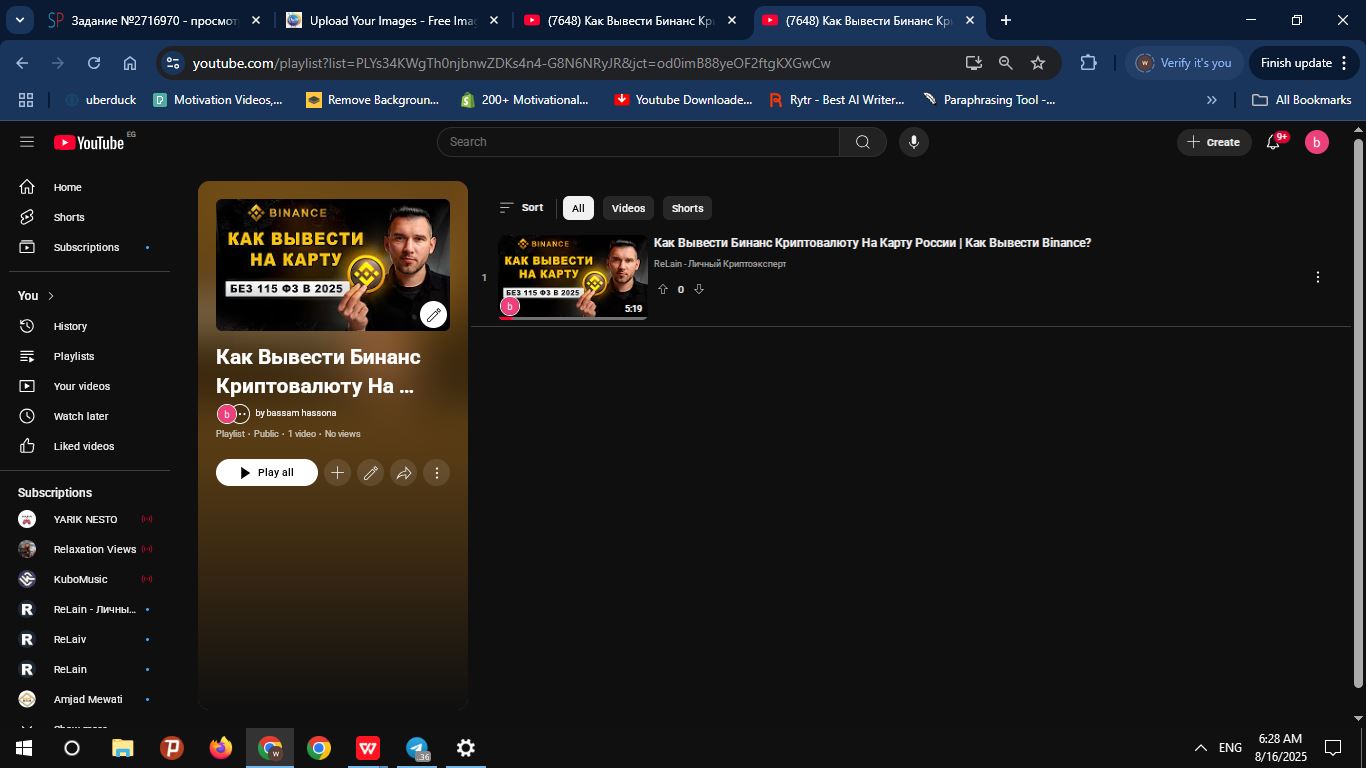 Задание №2716970 - просмот
Upload Your Images - Free Imag
(7648) Как Вывести Бинанс Кри
(7648) Как Вывести Бинанс Кри
youtube.com/playlist?list=PLYs34KWgTh0njbnwZDKs4n4-G8N6NRyJR&jct=od0imB88yeOF2ftgKXGwCw
Verify it's you
Finish update
uberduck
Motivation Videos,...
Remove Backgroun...
200+ Motivational...
Youtube Downloade...
Rytr - Best AI Writer...
Paraphrasing Tool -...
All Bookmarks
YouTube EG
Search
Create
9+
b
Home
Shorts
Subscriptions
You
History
Playlists
Your videos
Watch later
Liked videos
Subscriptions
YARIK NESTO
Relaxation Views
KuboMusic
ReLain - Личны...
ReLaiv
ReLain
Amjad Mewati
Show more
BINANCE
КАК ВЫВЕСТИ
НА КАРТУ
БЕЗ 115 ФЗ В 2025
Как Вывести Бинанс
Криптовалюту На ...
b
by bassam hassona
Playlist · Public · 1 video · No views
Play all
Sort
All
Videos
Shorts
1
BINANCE
КАК ВЫВЕСТИ
НА КАРТУ
БЕЗ 115 ФЗ В 2025
b
5:19
Как Вывести Бинанс Криптовалюту На Карту России | Как Вывести Binance?
ReLain - Личный Криптоэксперт
0
36
ENG
6:28 AM
8/16/2025